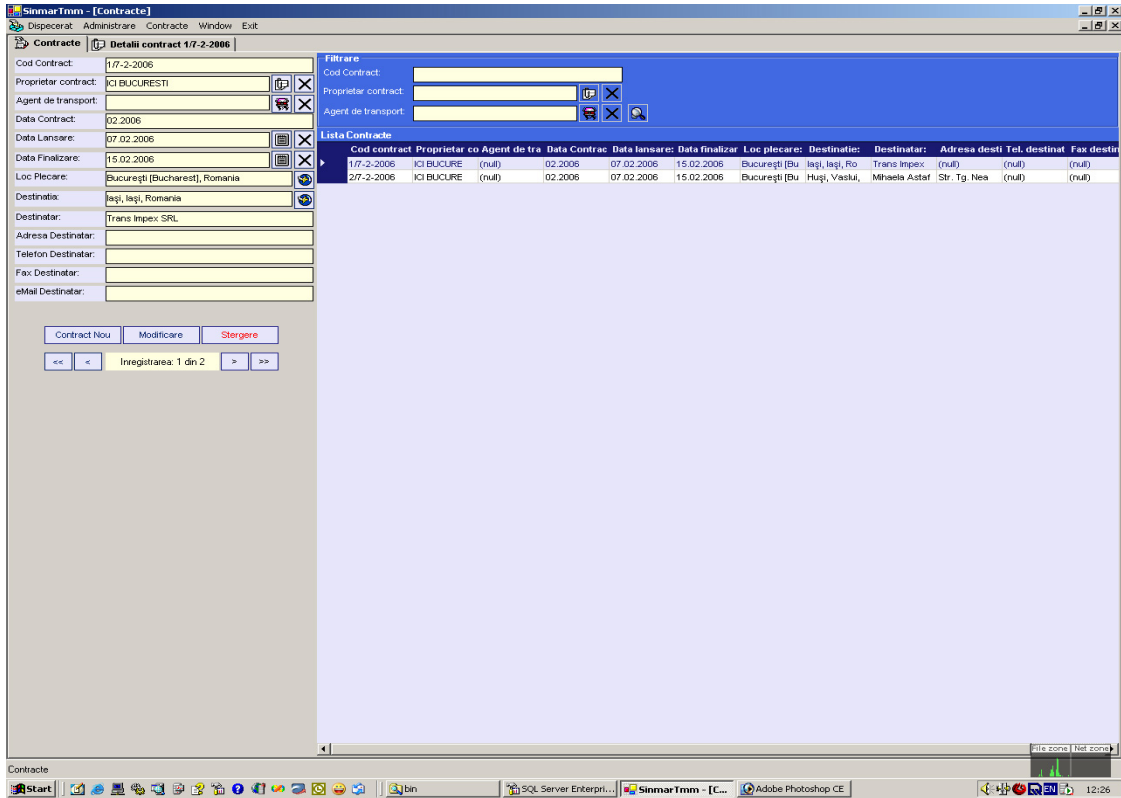 SinmarTmm - [Contracte]
Dispecerat Administrare Contracte Window Exit
Contracte Detalii contract 1/7-2-2006
Cod Contract: 1/7-2-2006
Proprietar contract: ICI BUCURESTI
Agent de transport:
Data Contract: 02.2006
Data Lansare: 07.02.2006
Data Finalizare: 15.02.2006
Loc Plecare: Bucureşti [Bucharest], Romania
Destinatia: Iaşi, Iaşi, Romania
Destinatar: Trans Impex SRL
Adresa Destinatar:
Telefon Destinatar:
Fax Destinatar:
eMail Destinatar:
Contract Nou Modificare Stergere
<< < Inregistrarea: 1 din 2 > >>
Filtrare
Cod Contract:
Proprietar contract:
Agent de transport:
Lista Contracte
Cod contract Proprietar co Agent de tra Data Contrac Data lansare: Data finalizar Loc plecare: Destinatie: Destinatar: Adresa desti Tel. destinat Fax destin
1/7-2-2006 ICI BUCURE (null) 02.2006 07.02.2006 15.02.2006 Bucureşti [Bu Iaşi, Iaşi, Ro Trans Impex (null) (null) (null)
2/7-2-2006 ICI BUCURE (null) 02.2006 07.02.2006 15.02.2006 Bucureşti [Bu Huşi, Vaslui, Mihaela Astaf Str. Tg. Nea (null) (null)
File zone Net zone
Contracte
Start bin SQL Server Enterpri... SinmarTmm - [C... Adobe Photoshop CE EN 12:26